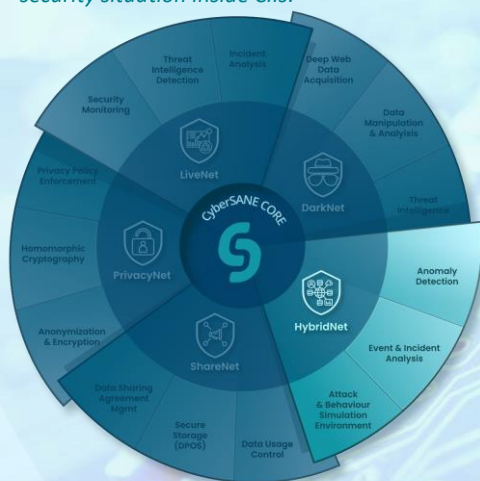 security situation inside CIIs.
Threat
Intelligence
Detection
Incident
Analysis
Deep Web
Data
Acquisition
Security
Monitoring
Data
Manipulation
& Analyisis
LiveNet
DarkNet
Privacy Policy
Enforcement
Threat
Intelligence
CyberSANE CORE
Homomorphic
Cryptography
PrivacyNet
Anomaly
Detection
HybridNet
Anonymization
& Encryption
ShareNet
Event & Incident
Analysis
Data Sharing
Agreement
Mgmt
Attack
& Behaviour
Simulation
Environment
Secure
Storage
(DPOS)
Data Usage
Control